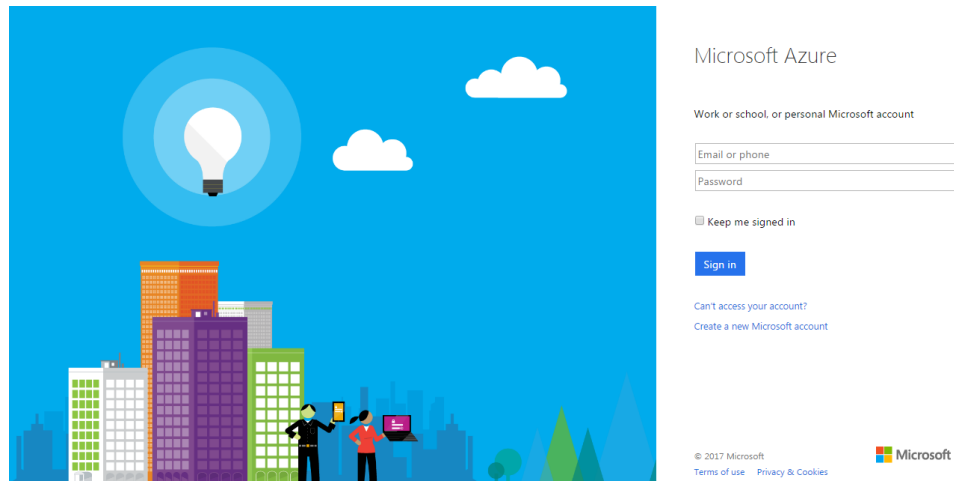 Microsoft Azure
Work or school, or personal Microsoft account
Email or phone
Password
Keep me signed in
Sign in
Can't access your account?
Create a new Microsoft account
© 2017 Microsoft
Terms of use Privacy & Cookies
Microsoft